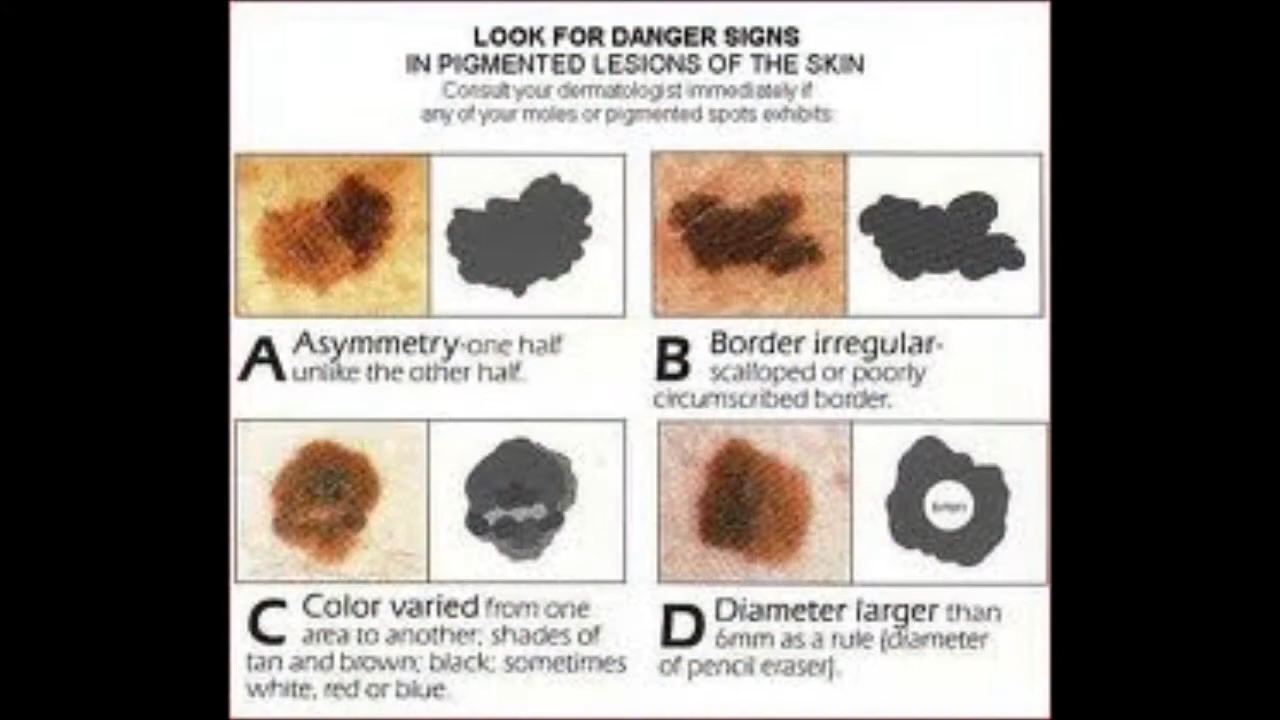 LOOK FOR DANGER SIGNS
IN PIGMENTED LESIONS OF THE SKIN
Consult your dermatologist immediately if
any of your moles or pigmented spots exhibits:
A Asymmetry-one half
unlike the other half.
B Border irregular-
scalloped or poorly
circumscribed border.
6mm
C Color varied from one
area to another; shades of
tan and brown; black; sometimes
white, red or blue.
D Diameter larger than
6mm as a rule (diameter
of pencil eraser).